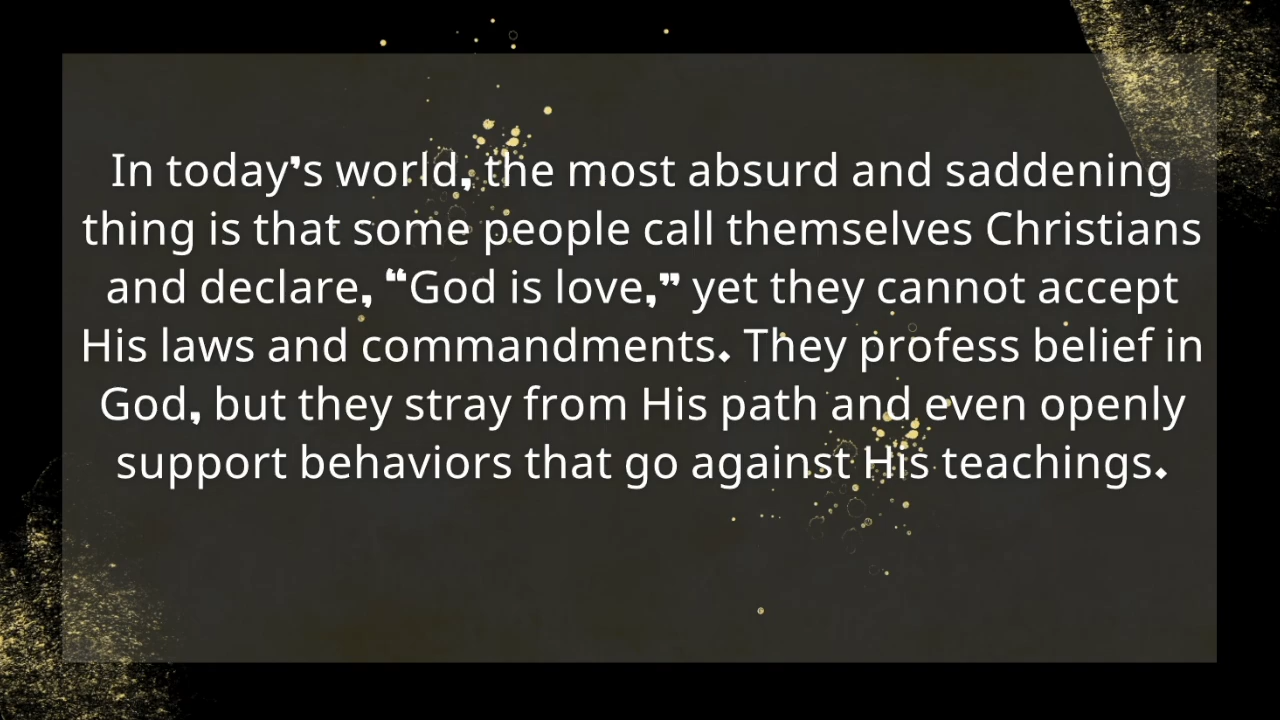 In today’s world, the most absurd and saddening
thing is that some people call themselves Christians
and declare, “God is love,” yet they cannot accept
His laws and commandments. They profess belief in
God, but they stray from His path and even openly
support behaviors that go against His teachings.